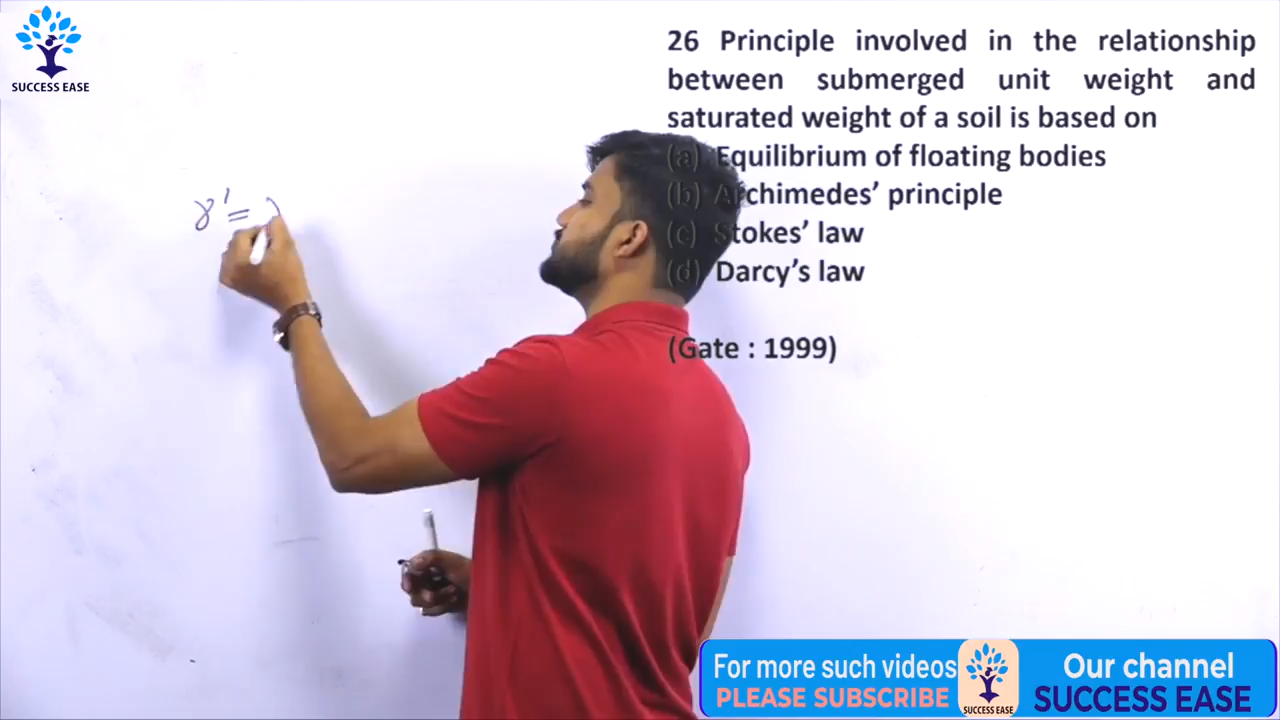 SUCCESS EASE
26 Principle involved in the relationship
between submerged unit weight and
saturated weight of a soil is based on
(a) Equilibrium of floating bodies
(b) Archimedes’ principle
(c) Stokes’ law
(d) Darcy’s law
(Gate : 1999)
γ' =
For more such videos
PLEASE SUBSCRIBE
SUCCESS EASE
Our channel
SUCCESS EASE